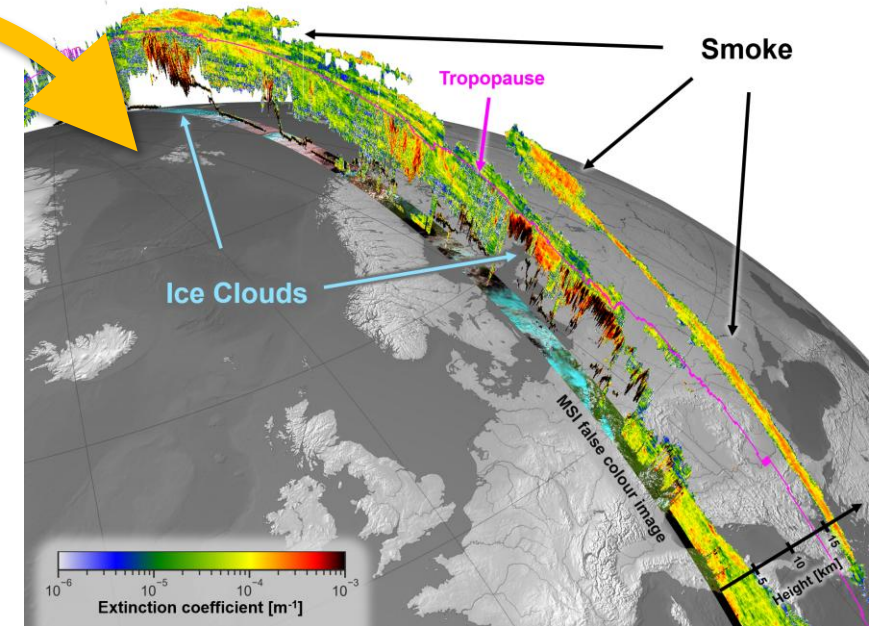 Smoke
Tropopause
Ice Clouds
MSI false colour image
5
10
15
Height [km]
10⁻⁶ 10⁻⁵ 10⁻⁴ 10⁻³
Extinction coefficient [m⁻¹]